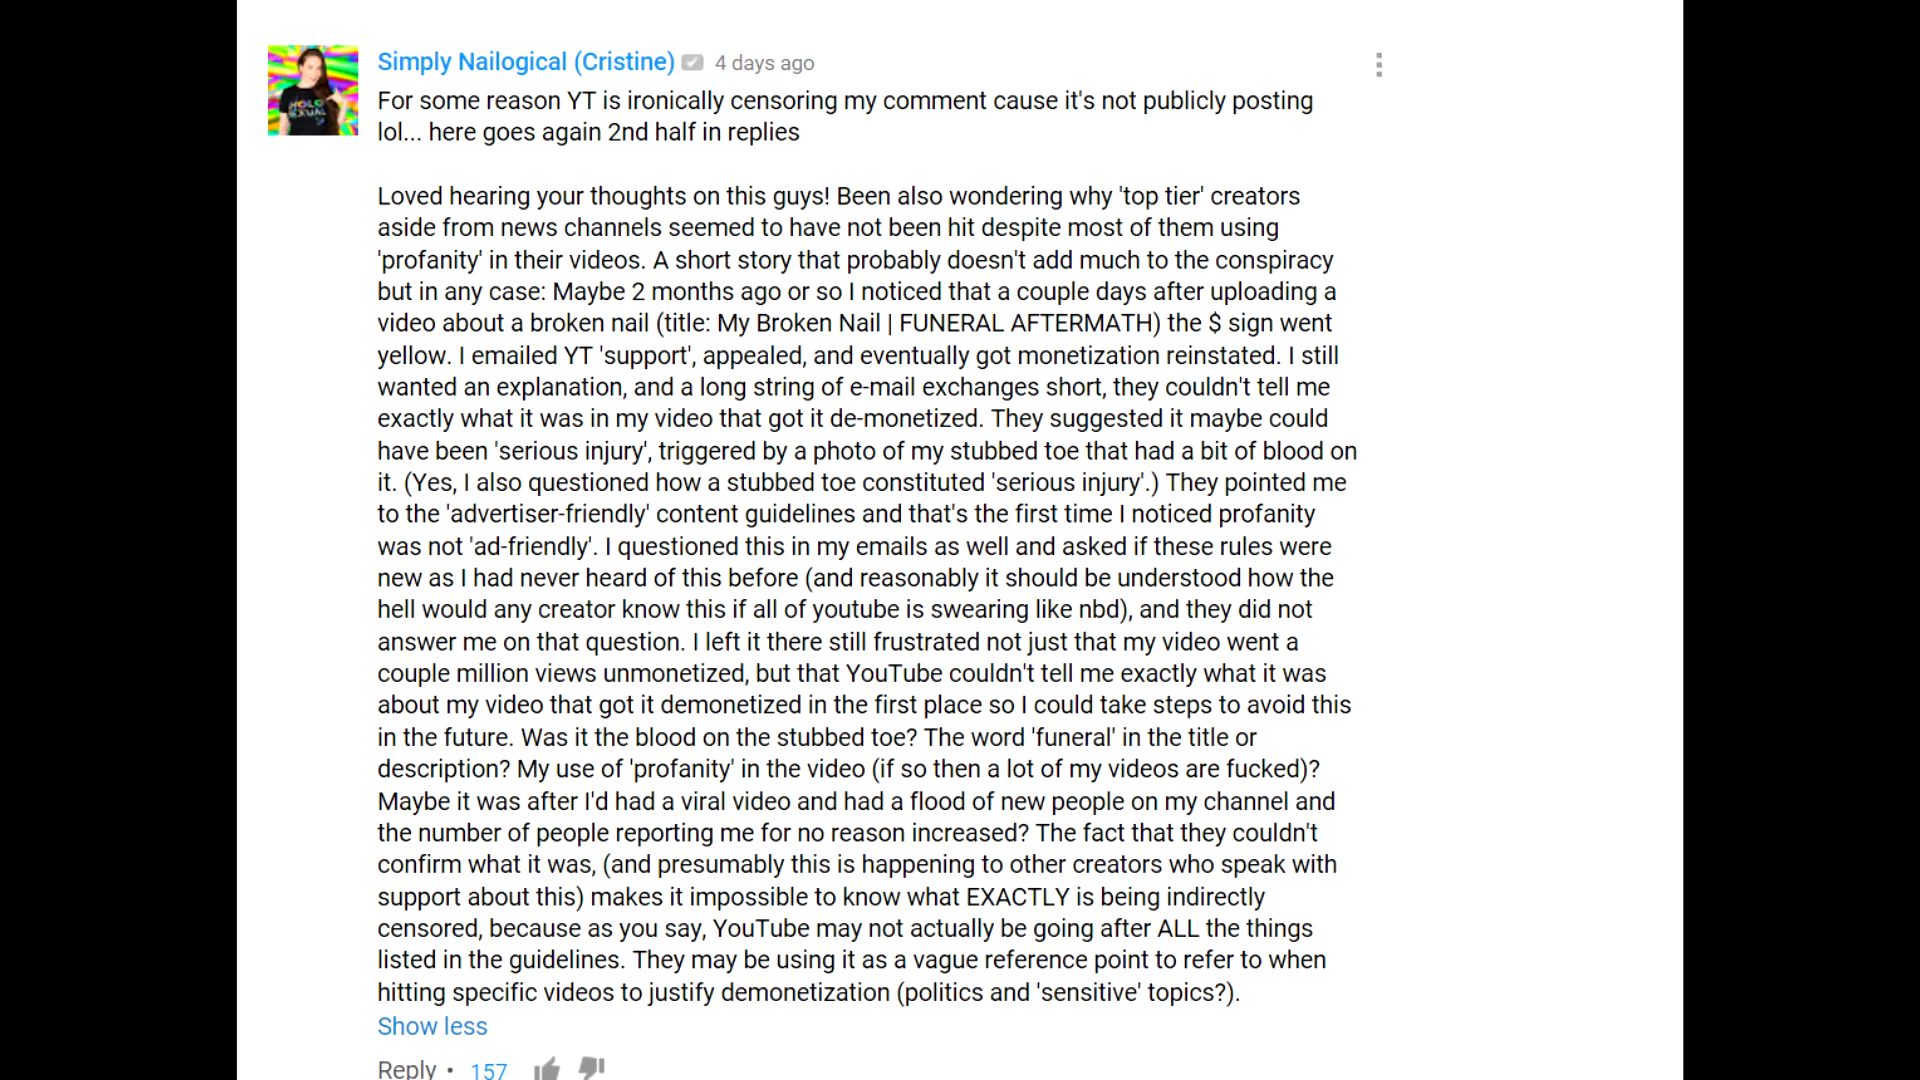 Simply Nailogical (Cristine) 4 days ago
For some reason YT is ironically censoring my comment cause it's not publicly posting
lol... here goes again 2nd half in replies
Loved hearing your thoughts on this guys! Been also wondering why 'top tier' creators
aside from news channels seemed to have not been hit despite most of them using
'profanity' in their videos. A short story that probably doesn't add much to the conspiracy
but in any case: Maybe 2 months ago or so I noticed that a couple days after uploading a
video about a broken nail (title: My Broken Nail | FUNERAL AFTERMATH) the $ sign went
yellow. I emailed YT 'support', appealed, and eventually got monetization reinstated. I still
wanted an explanation, and a long string of e-mail exchanges short, they couldn't tell me
exactly what it was in my video that got it de-monetized. They suggested it maybe could
have been 'serious injury', triggered by a photo of my stubbed toe that had a bit of blood on
it. (Yes, I also questioned how a stubbed toe constituted 'serious injury'.) They pointed me
to the 'advertiser-friendly' content guidelines and that's the first time I noticed profanity
was not 'ad-friendly'. I questioned this in my emails as well and asked if these rules were
new as I had never heard of this before (and reasonably it should be understood how the
hell would any creator know this if all of youtube is swearing like nbd), and they did not
answer me on that question. I left it there still frustrated not just that my video went a
couple million views unmonetized, but that YouTube couldn't tell me exactly what it was
about my video that got it demonetized in the first place so I could take steps to avoid this
in the future. Was it the blood on the stubbed toe? The word 'funeral' in the title or
description? My use of 'profanity' in the video (if so then a lot of my videos are fucked)?
Maybe it was after I'd had a viral video and had a flood of new people on my channel and
the number of people reporting me for no reason increased? The fact that they couldn't
confirm what it was, (and presumably this is happening to other creators who speak with
support about this) makes it impossible to know what EXACTLY is being indirectly
censored, because as you say, YouTube may not actually be going after ALL the things
listed in the guidelines. They may be using it as a vague reference point to refer to when
hitting specific videos to justify demonetization (politics and 'sensitive' topics?).
Show less
Reply • 157
HOLO
SEXUAL